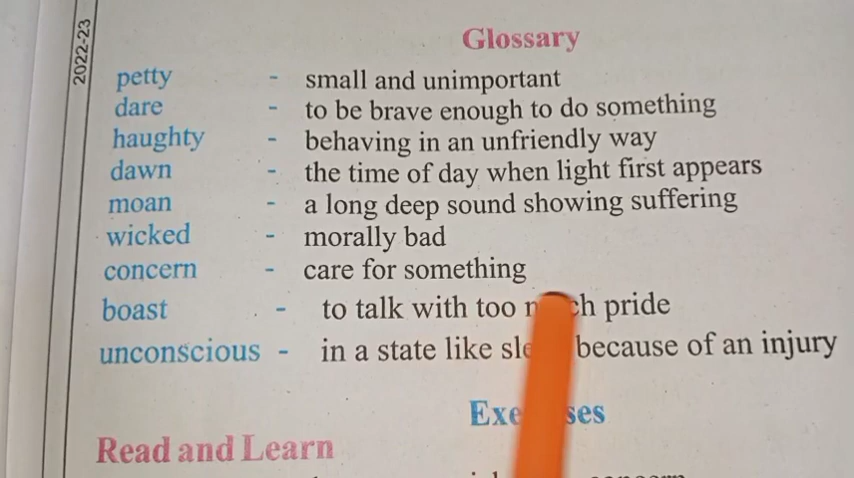 2022-23
Glossary
petty - small and unimportant
dare - to be brave enough to do something
haughty - behaving in an unfriendly way
dawn - the time of day when light first appears
moan - a long deep sound showing suffering
wicked - morally bad
concern - care for something
boast - to talk with too pride
unconscious - in a state like because of an injury
Read and Learn